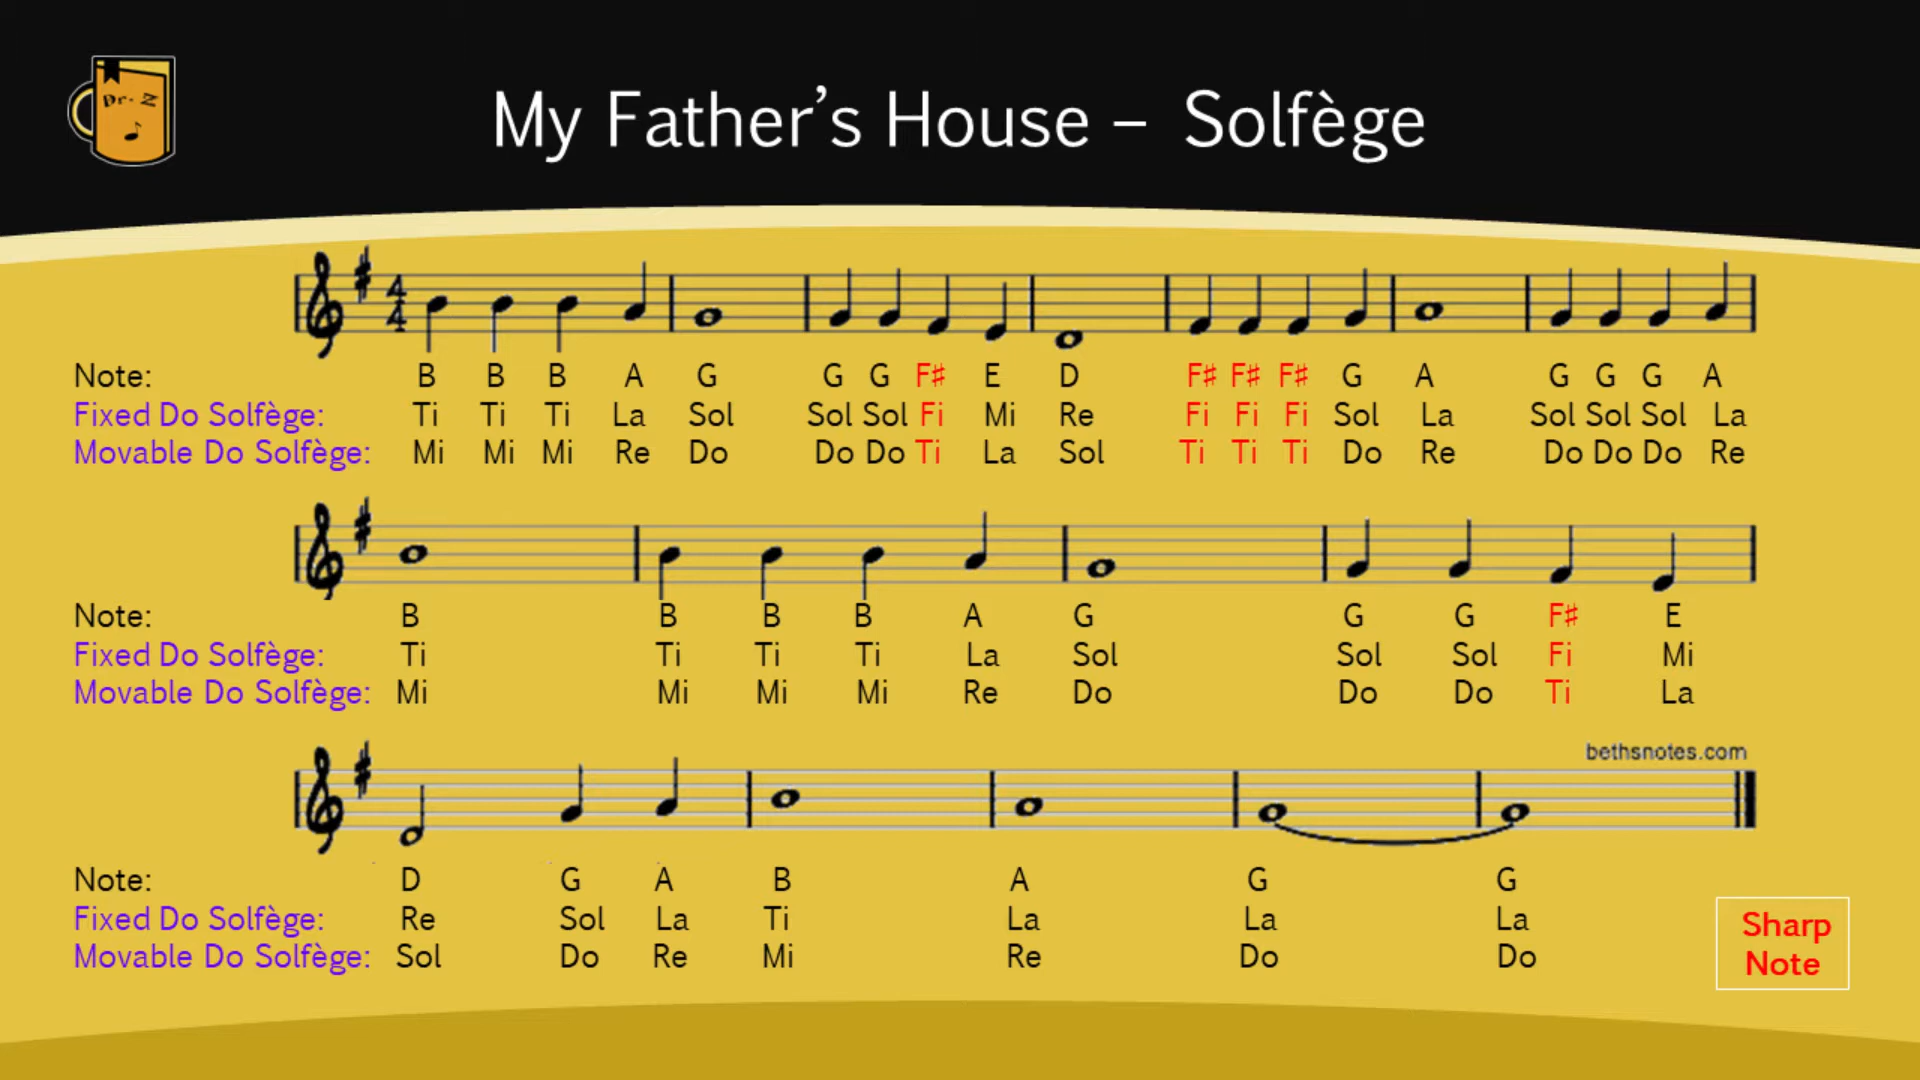 Dr. Z
My Father's House – Solfège
4
4
Note: B B B A G G G F♯ E D F♯ F♯ F♯ G A G G G A
Fixed Do Solfège: Ti Ti Ti La Sol Sol Sol Fi Mi Re Fi Fi Fi Sol La Sol Sol Sol La
Movable Do Solfège: Mi Mi Mi Re Do Do Do Ti La Sol Ti Ti Ti Do Re Do Do Do Re
Note: B B B B A G G G F♯ E
Fixed Do Solfège: Ti Ti Ti Ti La Sol Sol Sol Fi Mi
Movable Do Solfège: Mi Mi Mi Mi Re Do Do Do Ti La
bethsnotes.com
Note: D G A B A G G
Fixed Do Solfège: Re Sol La Ti La La La
Movable Do Solfège: Sol Do Re Mi Re Do Do
Sharp
Note